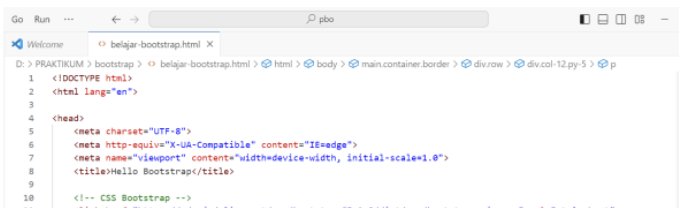 Go Run ... pbo
Welcome belajar-bootstrap.html
D: > PRAKTIKUM > bootstrap > belajar-bootstrap.html > html > body > main.container.border > div.row > div.col-12.py-5 > p
1 <!DOCTYPE html>
2 <html lang="en">
3
4 <head>
5 <meta charset="UTF-8">
6 <meta http-equiv="X-UA-Compatible" content="IE=edge">
7 <meta name="viewport" content="width=device-width, initial-scale=1.0">
8 <title>Hello Bootstrap</title>
9
10 <!-- CSS Bootstrap -->